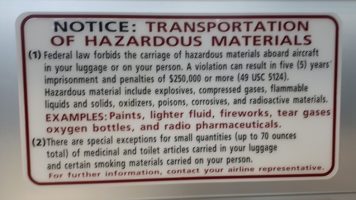 NOTICE: TRANSPORTATION
OF HAZARDOUS MATERIALS
(1) Federal law forbids the carriage of hazardous materials aboard aircraft
in your luggage or on your person. A violation can result in five (5) years'
imprisonment and penalties of $250,000 or more (49 USC 5124).
Hazardous material include explosives, compressed gases, flammable
liquids and solids, oxidizers, poisons, corrosives, and radioactive materials.
EXAMPLES: Paints, lighter fluid, fireworks, tear gases
oxygen bottles, and radio pharmaceuticals.
(2) There are special exceptions for small quantities (up to 70 ounces
total) of medicinal and toilet articles carried in your luggage
and certain smoking materials carried on your person.
For further information, contact your airline representative.